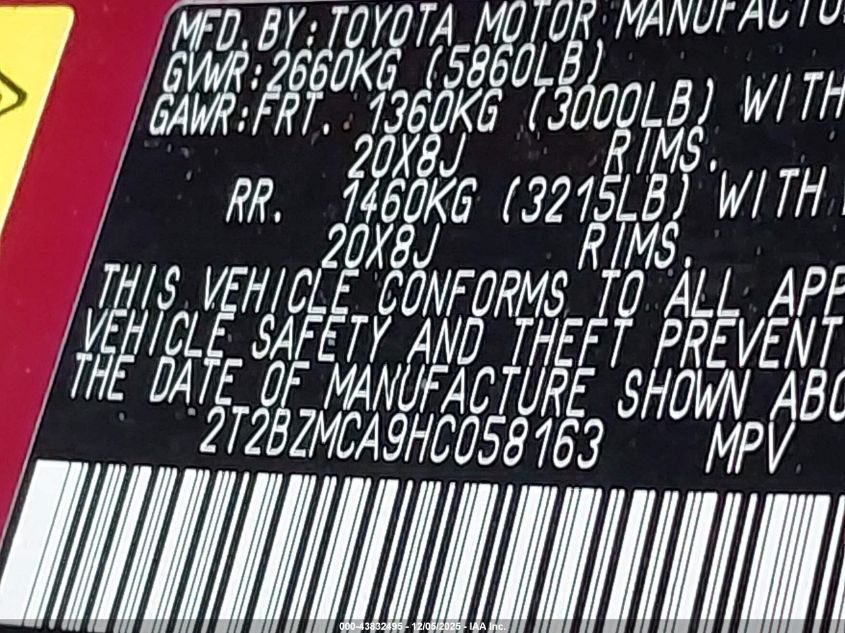 MFD.BY:TOYOTA MOTOR MANUFACTU
GVWR:2660KG (5860LB)
GAWR:FRT. 1360KG (3000LB) WITH
20X8J RIMS.
RR. 1460KG (3215LB) WITH
20X8J RIMS.
THIS VEHICLE CONFORMS TO ALL APP
VEHICLE SAFETY AND THEFT PREVENT
THE DATE OF MANUFACTURE SHOWN ABO
2T2BZMCA9HC058163 MPV
000-43832495 - 12/05/2025 - IAA Inc.